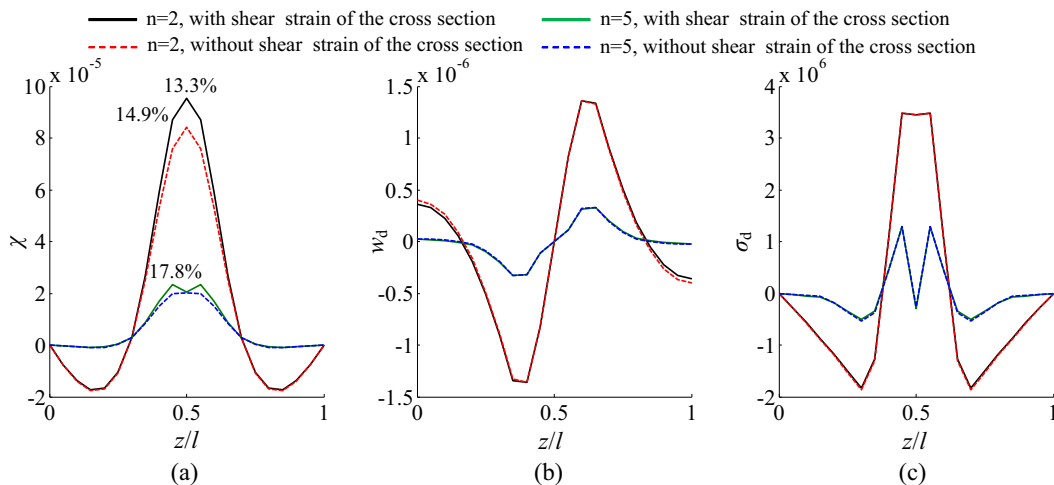 n=2, with shear strain of the cross section
n=5, with shear strain of the cross section
n=2, without shear strain of the cross section
n=5, without shear strain of the cross section
x 10-5
10
8
6
4
2
0
-2
χ
13.3%
14.9%
17.8%
0
0.5
1
z/l
(a)
x 10-6
1.5
1
0.5
0
-0.5
-1
-1.5
wd
0
0.5
1
z/l
(b)
x 106
4
3
2
1
0
-1
-2
σd
0
0.5
1
z/l
(c)